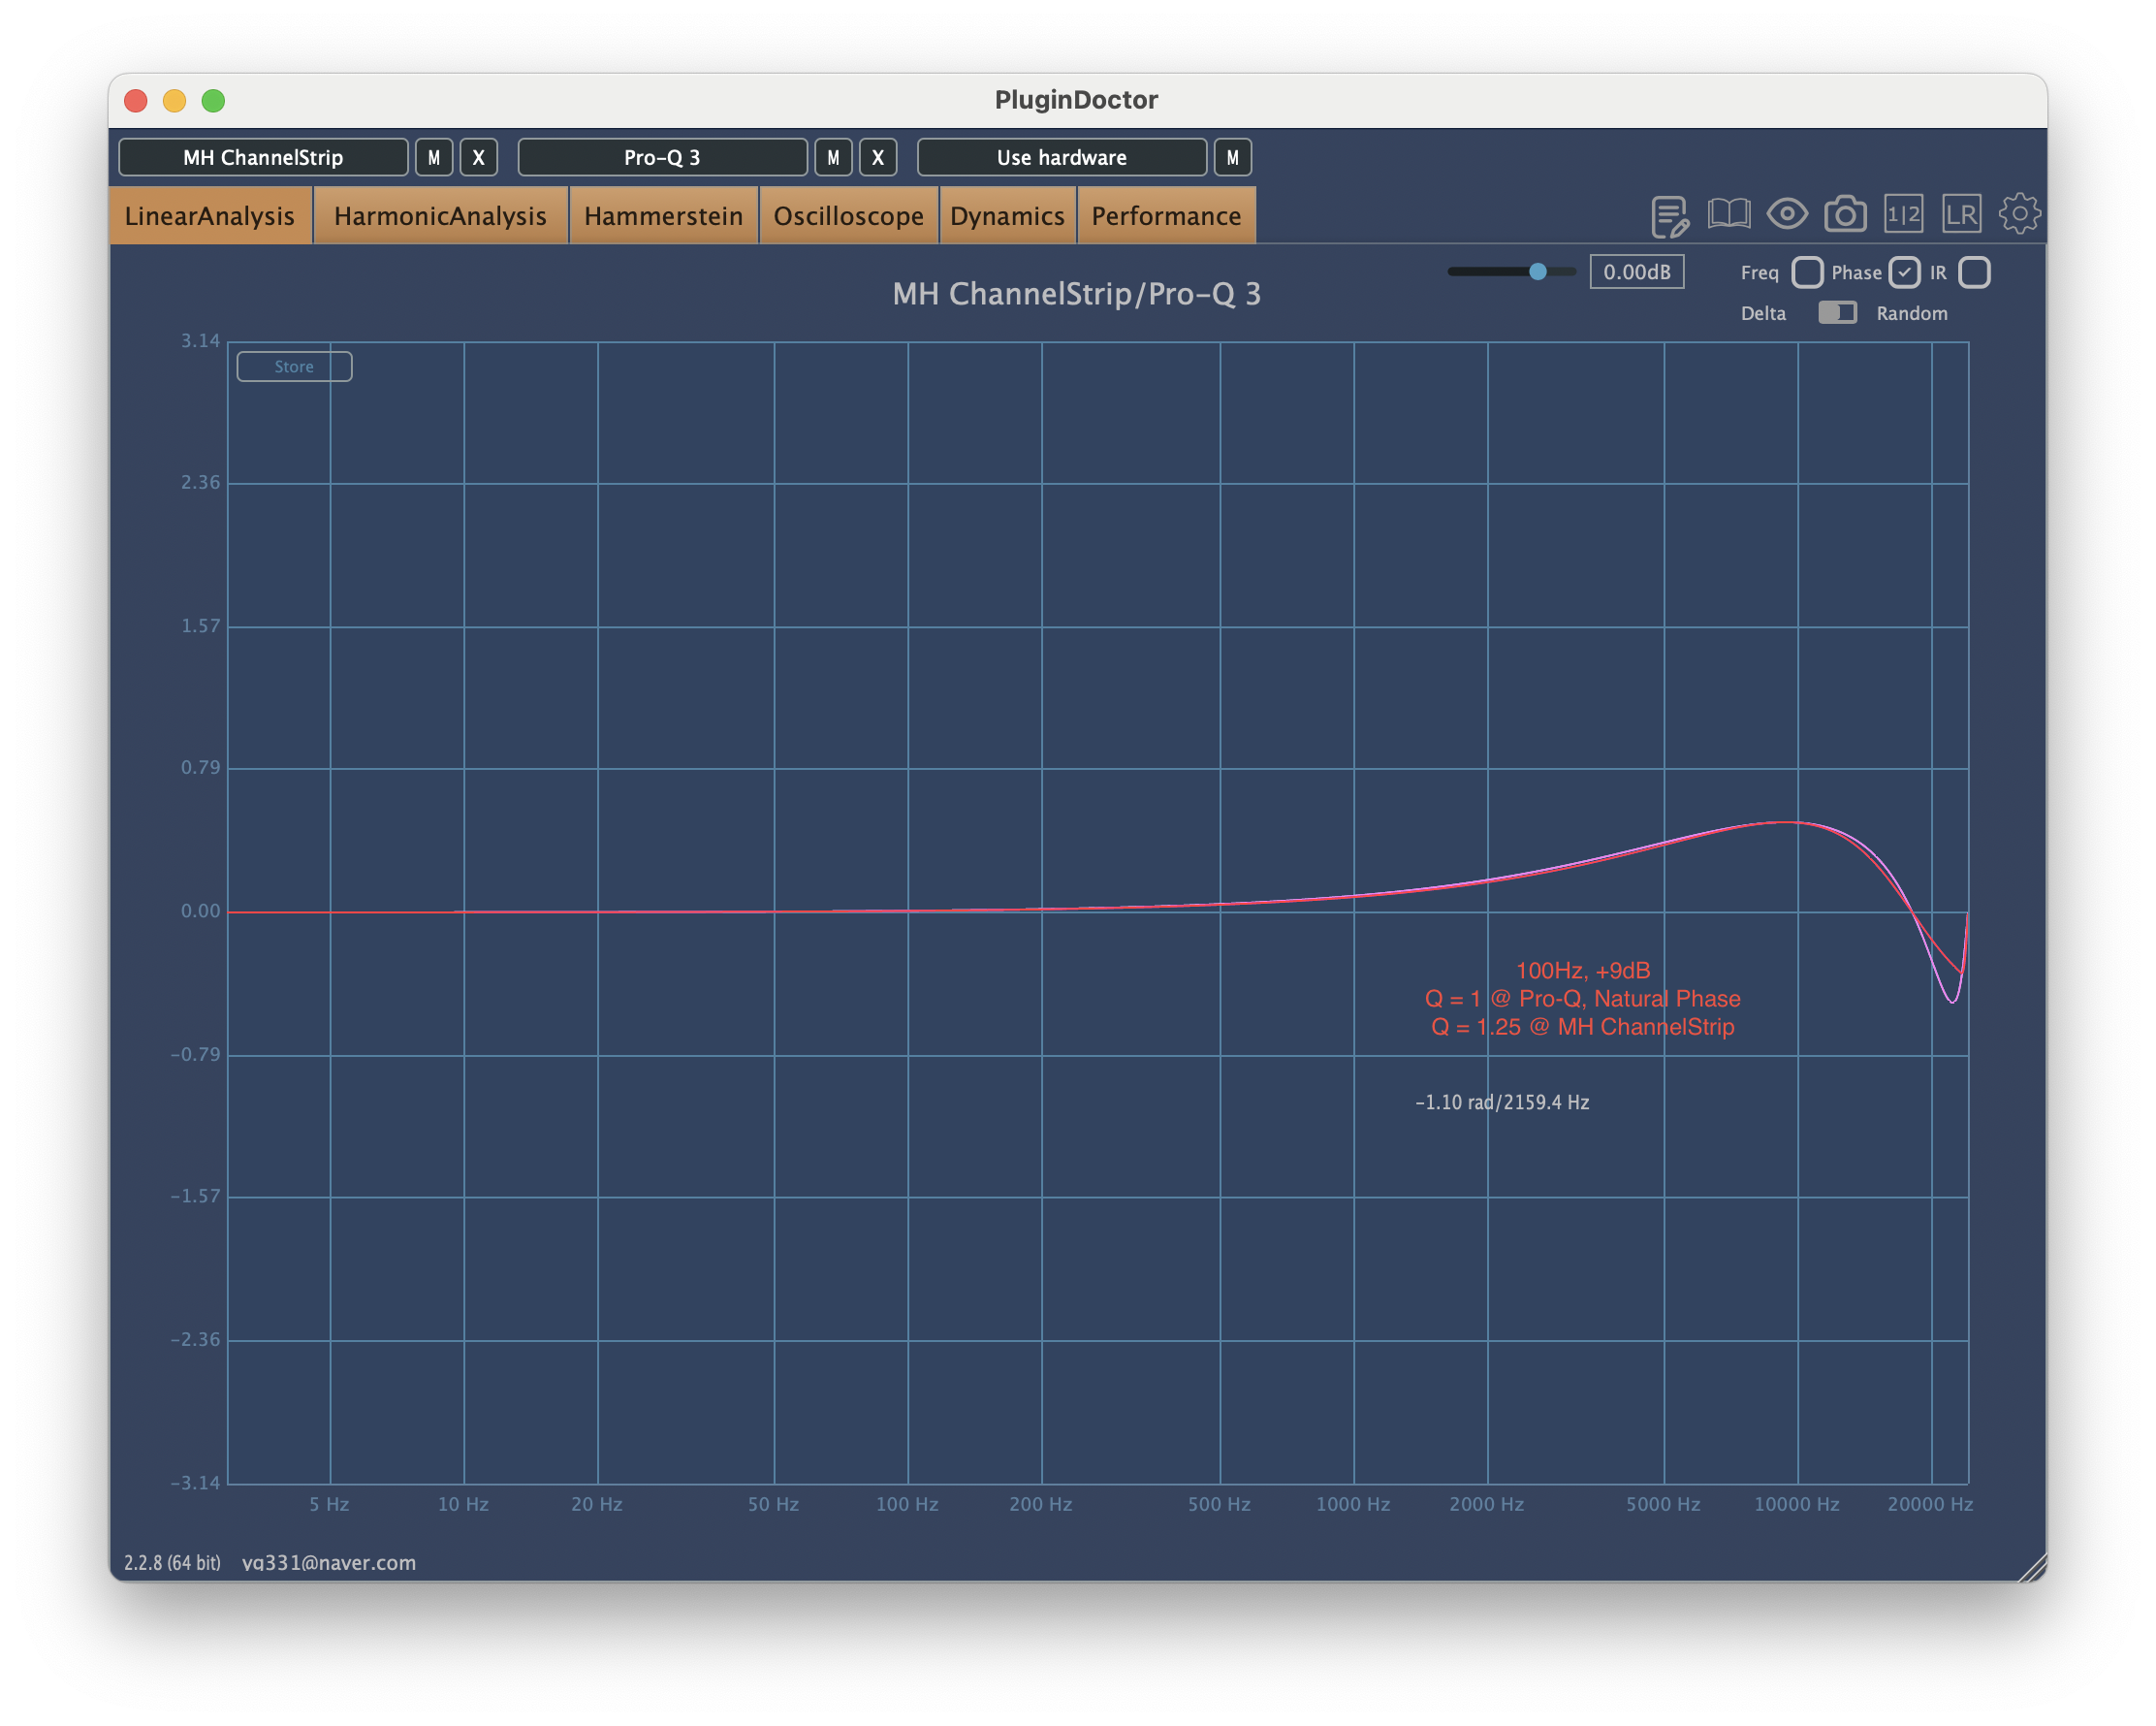 PluginDoctor
MH ChannelStrip M X Pro-Q 3 M X Use hardware M
LinearAnalysis HarmonicAnalysis Hammerstein Oscilloscope Dynamics Performance 1|2 LR
MH ChannelStrip/Pro-Q 3 0.00dB Freq Phase IR
Delta Random
3.14
Store
2.36
1.57
0.79
0.00
100Hz, +9dB
Q = 1 @ Pro-Q, Natural Phase
Q = 1.25 @ MH ChannelStrip
-0.79
-1.10 rad/2159.4 Hz
-1.57
-2.36
-3.14
5 Hz 10 Hz 20 Hz 50 Hz 100 Hz 200 Hz 500 Hz 1000 Hz 2000 Hz 5000 Hz 10000 Hz 20000 Hz
2.2.8 (64 bit) yq331@naver.com